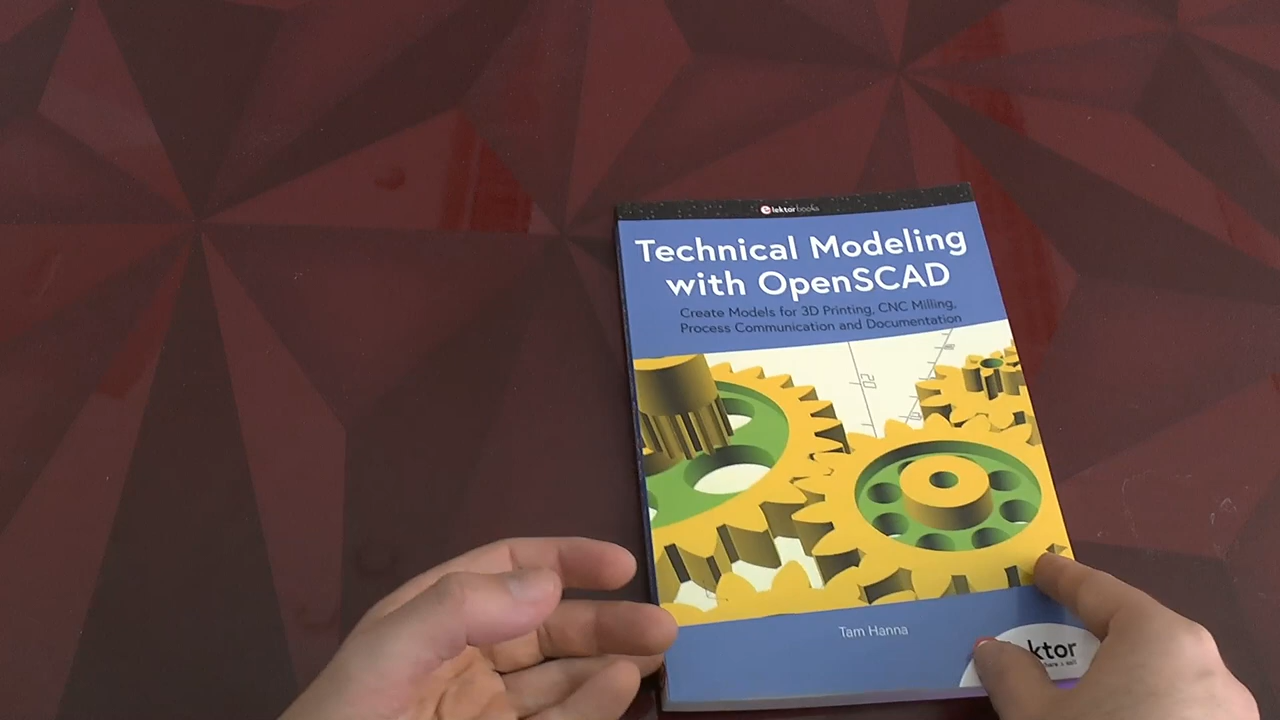 elektor books
Technical Modeling
with OpenSCAD
Create Models for 3D Printing, CNC Milling,
Process Communication and Documentation
20
Tam Hanna
ktor